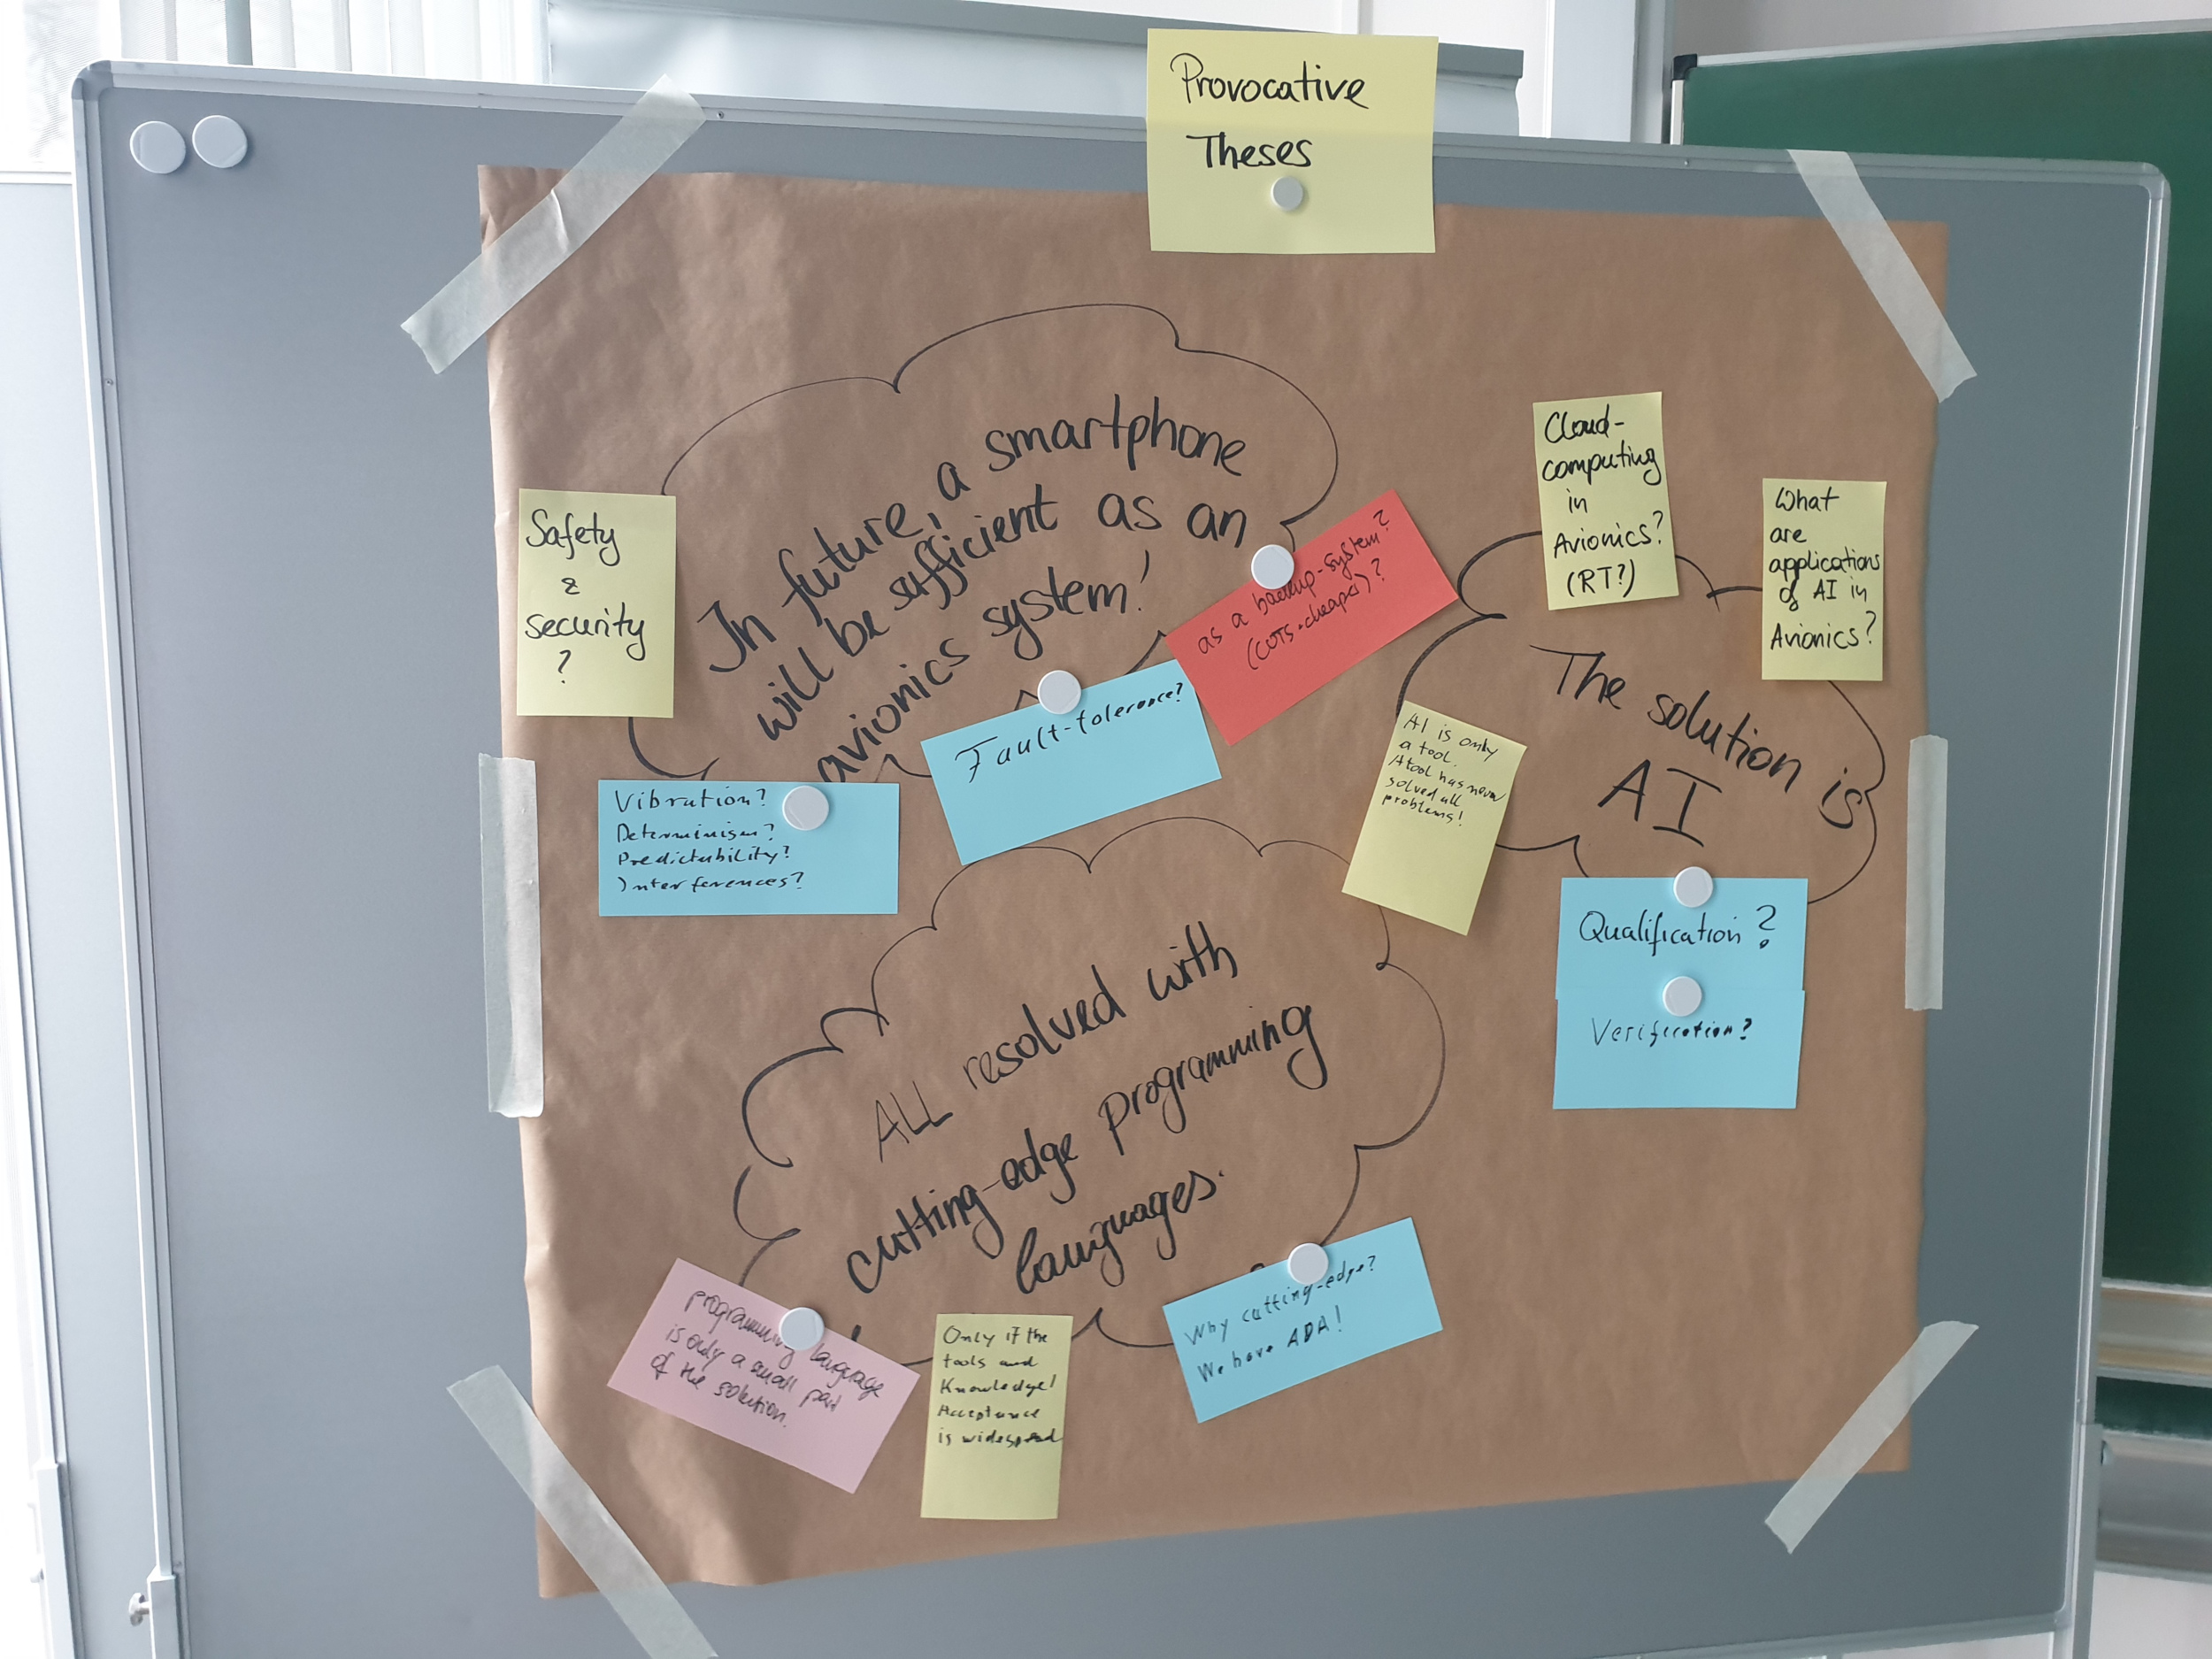 Provocative
Theses
In future, a smartphone
will be sufficient as an
avionics system!
Safety
&
security
?
Vibration?
Determinism?
Predictability?
Interferences?
Fault-tolerance?
as a backup-system?
(COTS→cheaper)?
Cloud-
computing
in
Avionics?
(RT?)
What
are
applications
of AI in
Avionics?
The solution is
AI
AI is only
a tool.
A tool has never
solved all
problems!
Qualification?
Verification?
ALL resolved with
cutting-edge programming
languages.
programming language
is only a small part
of the solution.
Only if the
tools and
Knowledge/
Acceptance
is widespread
Why cutting-edge?
We have ADA!